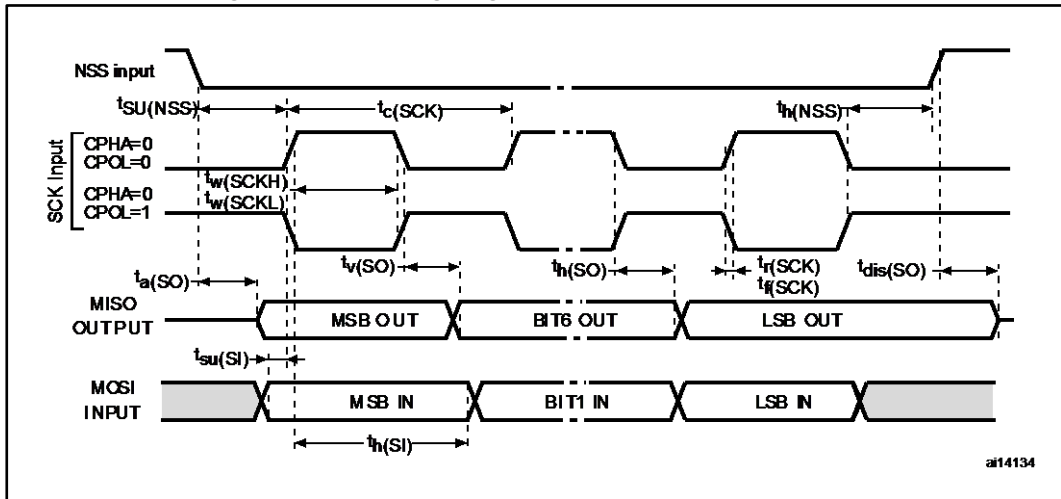 NSS input
tSU(NSS)
tc(SCK)
th(NSS)
SCK Input
CPHA=0
CPOL=0
CPHA=0
CPOL=1
tw(SCKH)
tw(SCKL)
ta(SO)
tv(SO)
th(SO)
tr(SCK)
tf(SCK)
tdis(SO)
MISO
OUTPUT
MSB OUT
BIT6 OUT
LSB OUT
tsu(SI)
MOSI
INPUT
MSB IN
BIT1 IN
LSB IN
th(SI)
ai14134